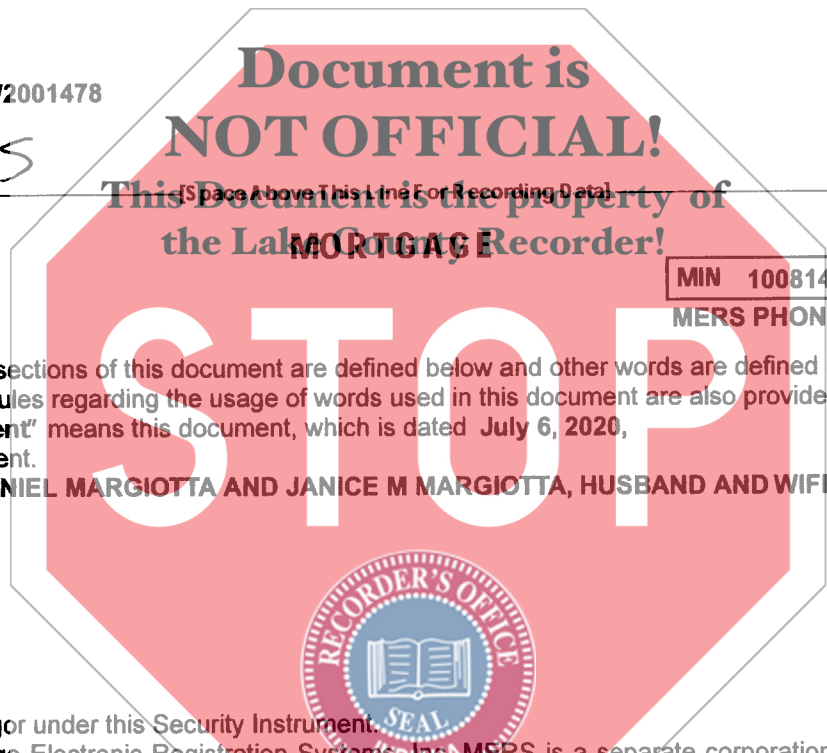 Document is
/2001478
NOT OFFICIAL!
This Document is the property of
[Space Above This Line For Recording Data]
the Lake County Recorder!
MORTGAGE
MIN 100814
MERS PHON
STOP
sections of this document are defined below and other words are defined
ules regarding the usage of words used in this document are also provide
ent" means this document, which is dated July 6, 2020,
ent.
NIEL MARGIOTTA AND JANICE M MARGIOTTA, HUSBAND AND WIF
RECORDER'S OFFICE
SEAL
or under this Security Instrument.
Electronic Registration Systems, Inc. MERS is a separate corporation